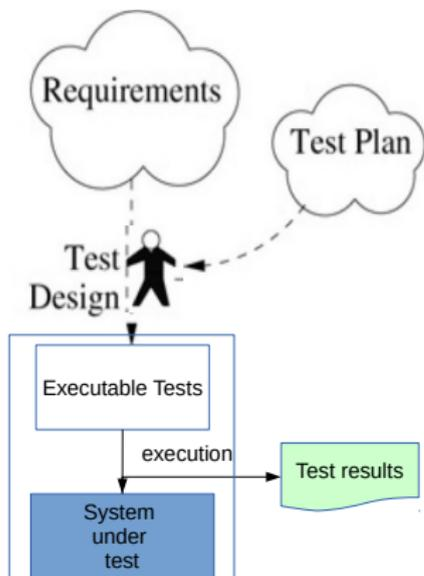 Requirements
Test Plan
Test
Design
Executable Tests
execution
Test results
System
under
test